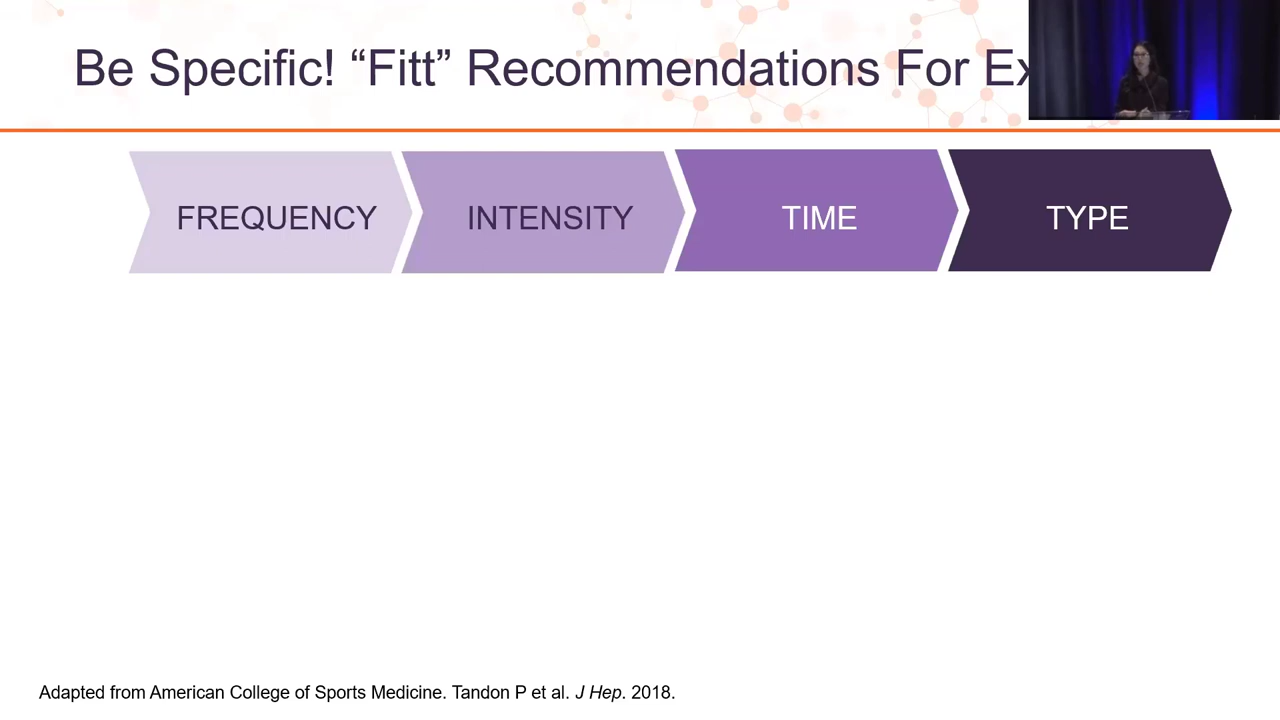 Be Specific! “Fitt” Recommendations For Ex
FREQUENCY
INTENSITY
TIME
TYPE
Adapted from American College of Sports Medicine. Tandon P et al. J Hep. 2018.